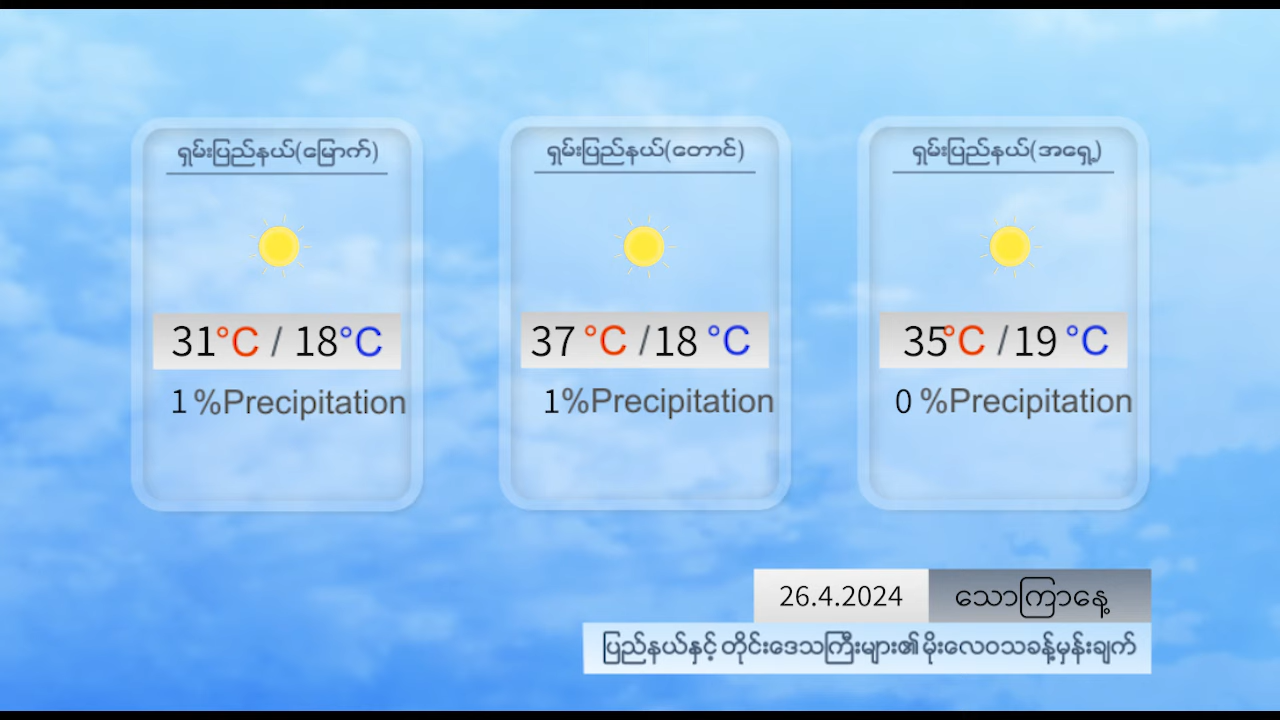 ရှမ်းပြည်နယ်(မြောက်)
31°C / 18°C
1 %Precipitation
ရှမ်းပြည်နယ်(တောင်)
37 °C /18 °C
1%Precipitation
ရှမ်းပြည်နယ်(အရှေ့)
35°C /19 °C
0 %Precipitation
26.4.2024 သောကြာနေ့
ပြည်နယ်နှင့် တိုင်းဒေသကြီးများ၏ မိုးလေဝသခန့်မှန်းချက်